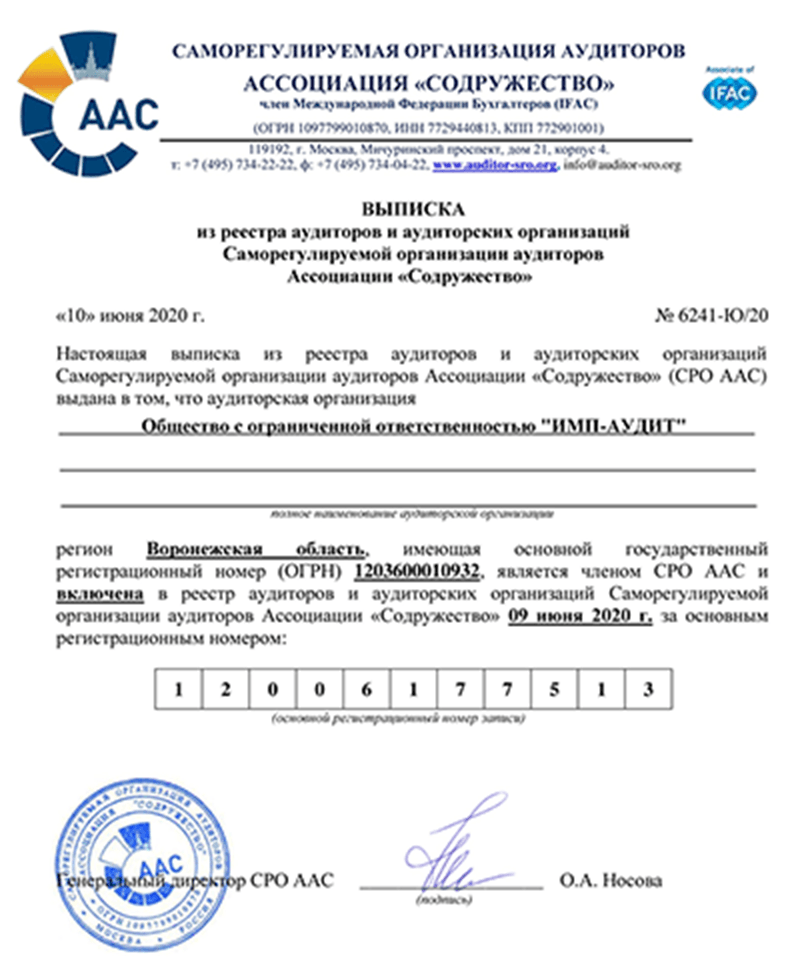 ААС
САМОРЕГУЛИРУЕМАЯ ОРГАНИЗАЦИЯ АУДИТОРОВ
АССОЦИАЦИЯ «СОДРУЖЕСТВО»
член Международной Федерации Бухгалтеров (IFAC)
(ОГРН 1097799010870, ИНН 7729440813, КПП 772901001)
119192, г. Москва, Мичуринский проспект, дом 21, корпус 4.
т: +7 (495) 734-22-22, ф: +7 (495) 734-04-22, www.auditor-sro.org, info@auditor-sro.org
Associate of
IFAC
ВЫПИСКА
из реестра аудиторов и аудиторских организаций
Саморегулируемой организации аудиторов
Ассоциации «Содружество»
«10» июня 2020 г. № 6241-Ю/20
Настоящая выписка из реестра аудиторов и аудиторских организаций
Саморегулируемой организации аудиторов Ассоциации «Содружество» (СРО ААС)
выдана в том, что аудиторская организация
Общество с ограниченной ответственностью "ИМП-АУДИТ"
полное наименование аудиторской организации
регион Воронежская область, имеющая основной государственный
регистрационный номер (ОГРН) 1203600010932, является членом СРО ААС и
включена в реестр аудиторов и аудиторских организаций Саморегулируемой
организации аудиторов Ассоциации «Содружество» 09 июня 2020 г. за основным
регистрационным номером:
1 2 0 0 6 1 7 7 5 1 3
(основной регистрационный номер записи)
САМОРЕГУЛИРУЕМАЯ ОРГАНИЗАЦИЯ АУДИТОРОВ
АССОЦИАЦИЯ "СОДРУЖЕСТВО"
ААС
ОГРН 1097799010870
МОСКВА РОССИЯ
Генеральный директор СРО ААС О.А. Носова
(подпись)